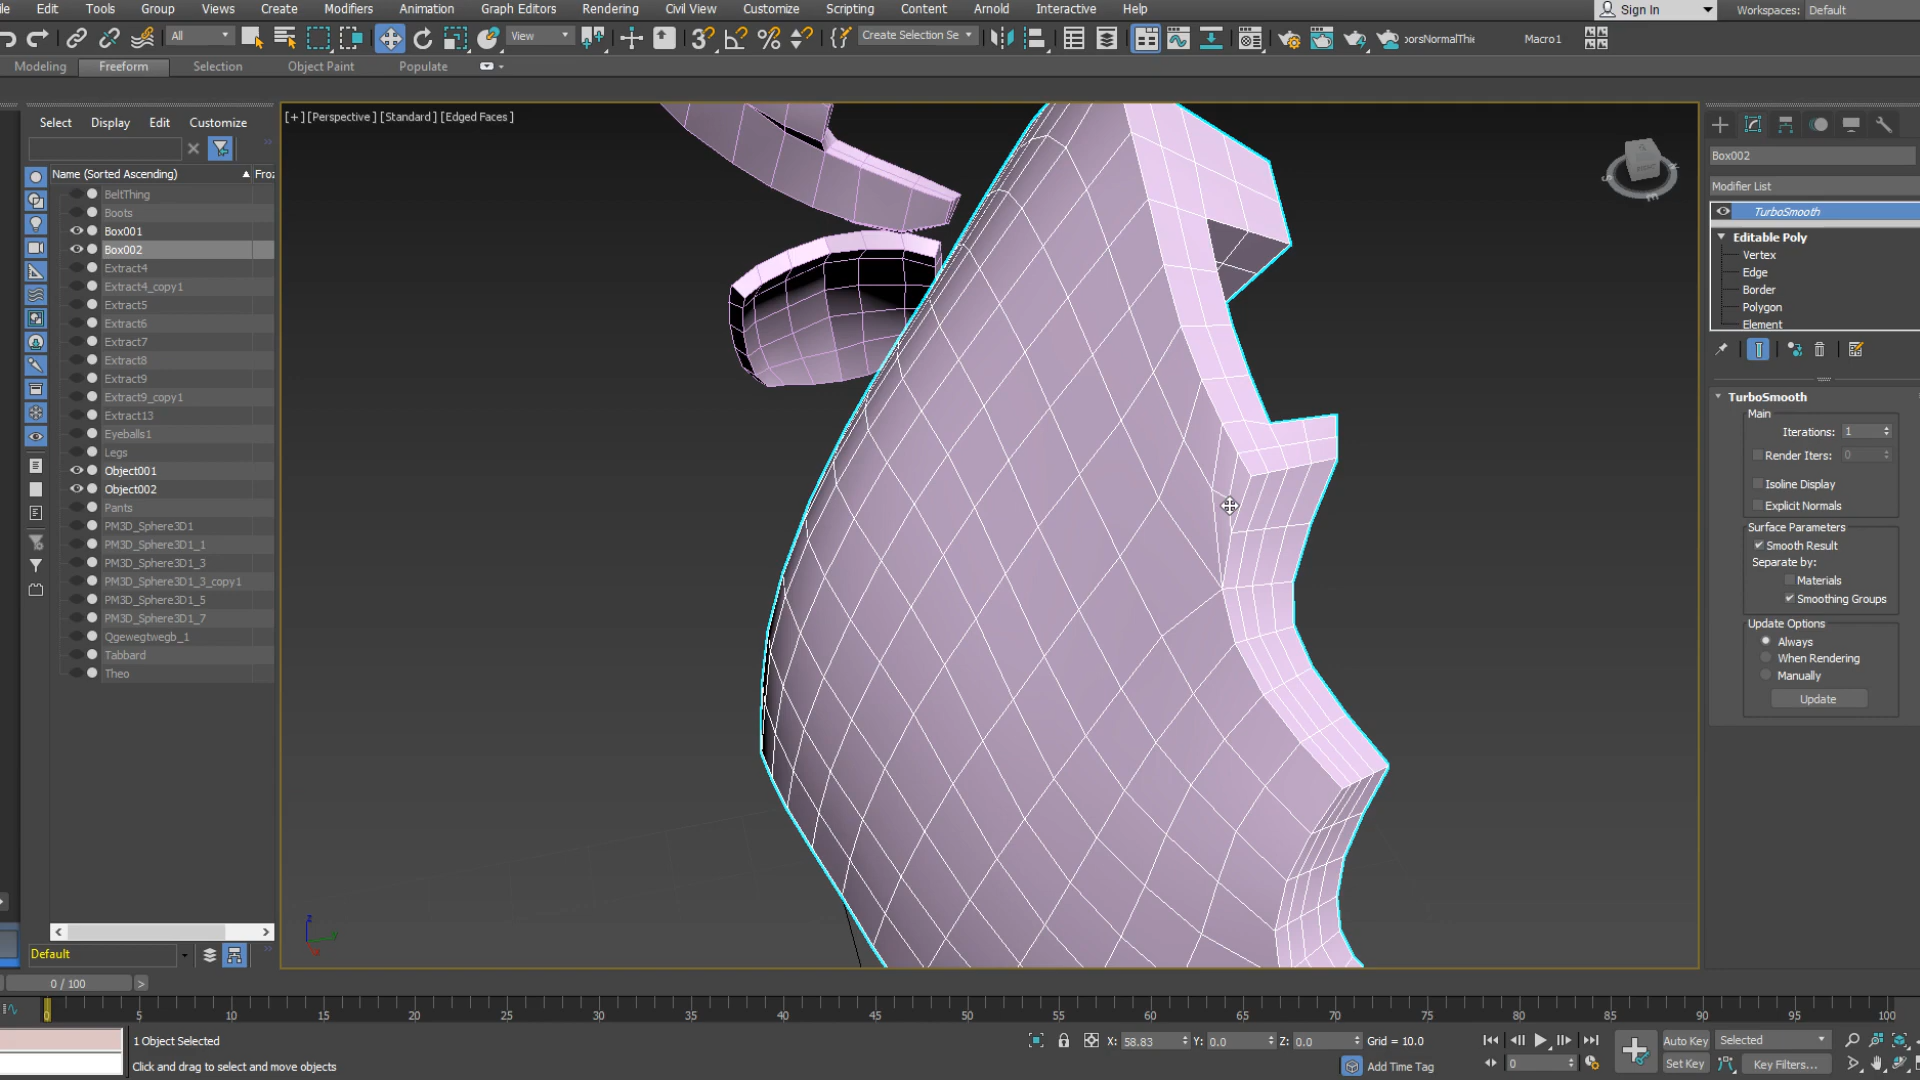 Edit Tools Group Views Create Modifiers Animation Graph Editors Rendering Civil View Customize Scripting Content Arnold Interactive Help Sign In Workspaces: Default
All View Create Selection Se Macro1
Modeling Freeform Selection Object Paint Populate
[+] [Perspective] [Standard] [Edged Faces]
Select Display Edit Customize
Name (Sorted Ascending) Fro
BeltThing
Boots
Box001
Box002
Extract4
Extract4_copy1
Extract5
Extract6
Extract7
Extract8
Extract9
Extract9_copy1
Extract13
Eyeballs1
Legs
Object001
Object002
Pants
PM3D_Sphere3D1
PM3D_Sphere3D1_1
PM3D_Sphere3D1_3
PM3D_Sphere3D1_3_copy1
PM3D_Sphere3D1_5
PM3D_Sphere3D1_7
Qgewegtwegb_1
Tabbard
Theo
Default
Box002
Modifier List
TurboSmooth
Editable Poly
Vertex
Edge
Border
Polygon
Element
TurboSmooth
Main
Iterations: 1
Render Iters: 0
Isoline Display
Explicit Normals
Surface Parameters
Smooth Result
Separate by:
Materials
Smoothing Groups
Update Options
Always
When Rendering
Manually
Update
0 / 100 >
0 5 10 15 20 25 30 35 40 45 50 55 60 65 70 75 80 85 90 95 100
1 Object Selected X: 58.83 Y: 0.0 Z: 0.0 Grid = 10.0 Auto Key Selected
Click and drag to select and move objects Add Time Tag 0 Set Key Key Filters...